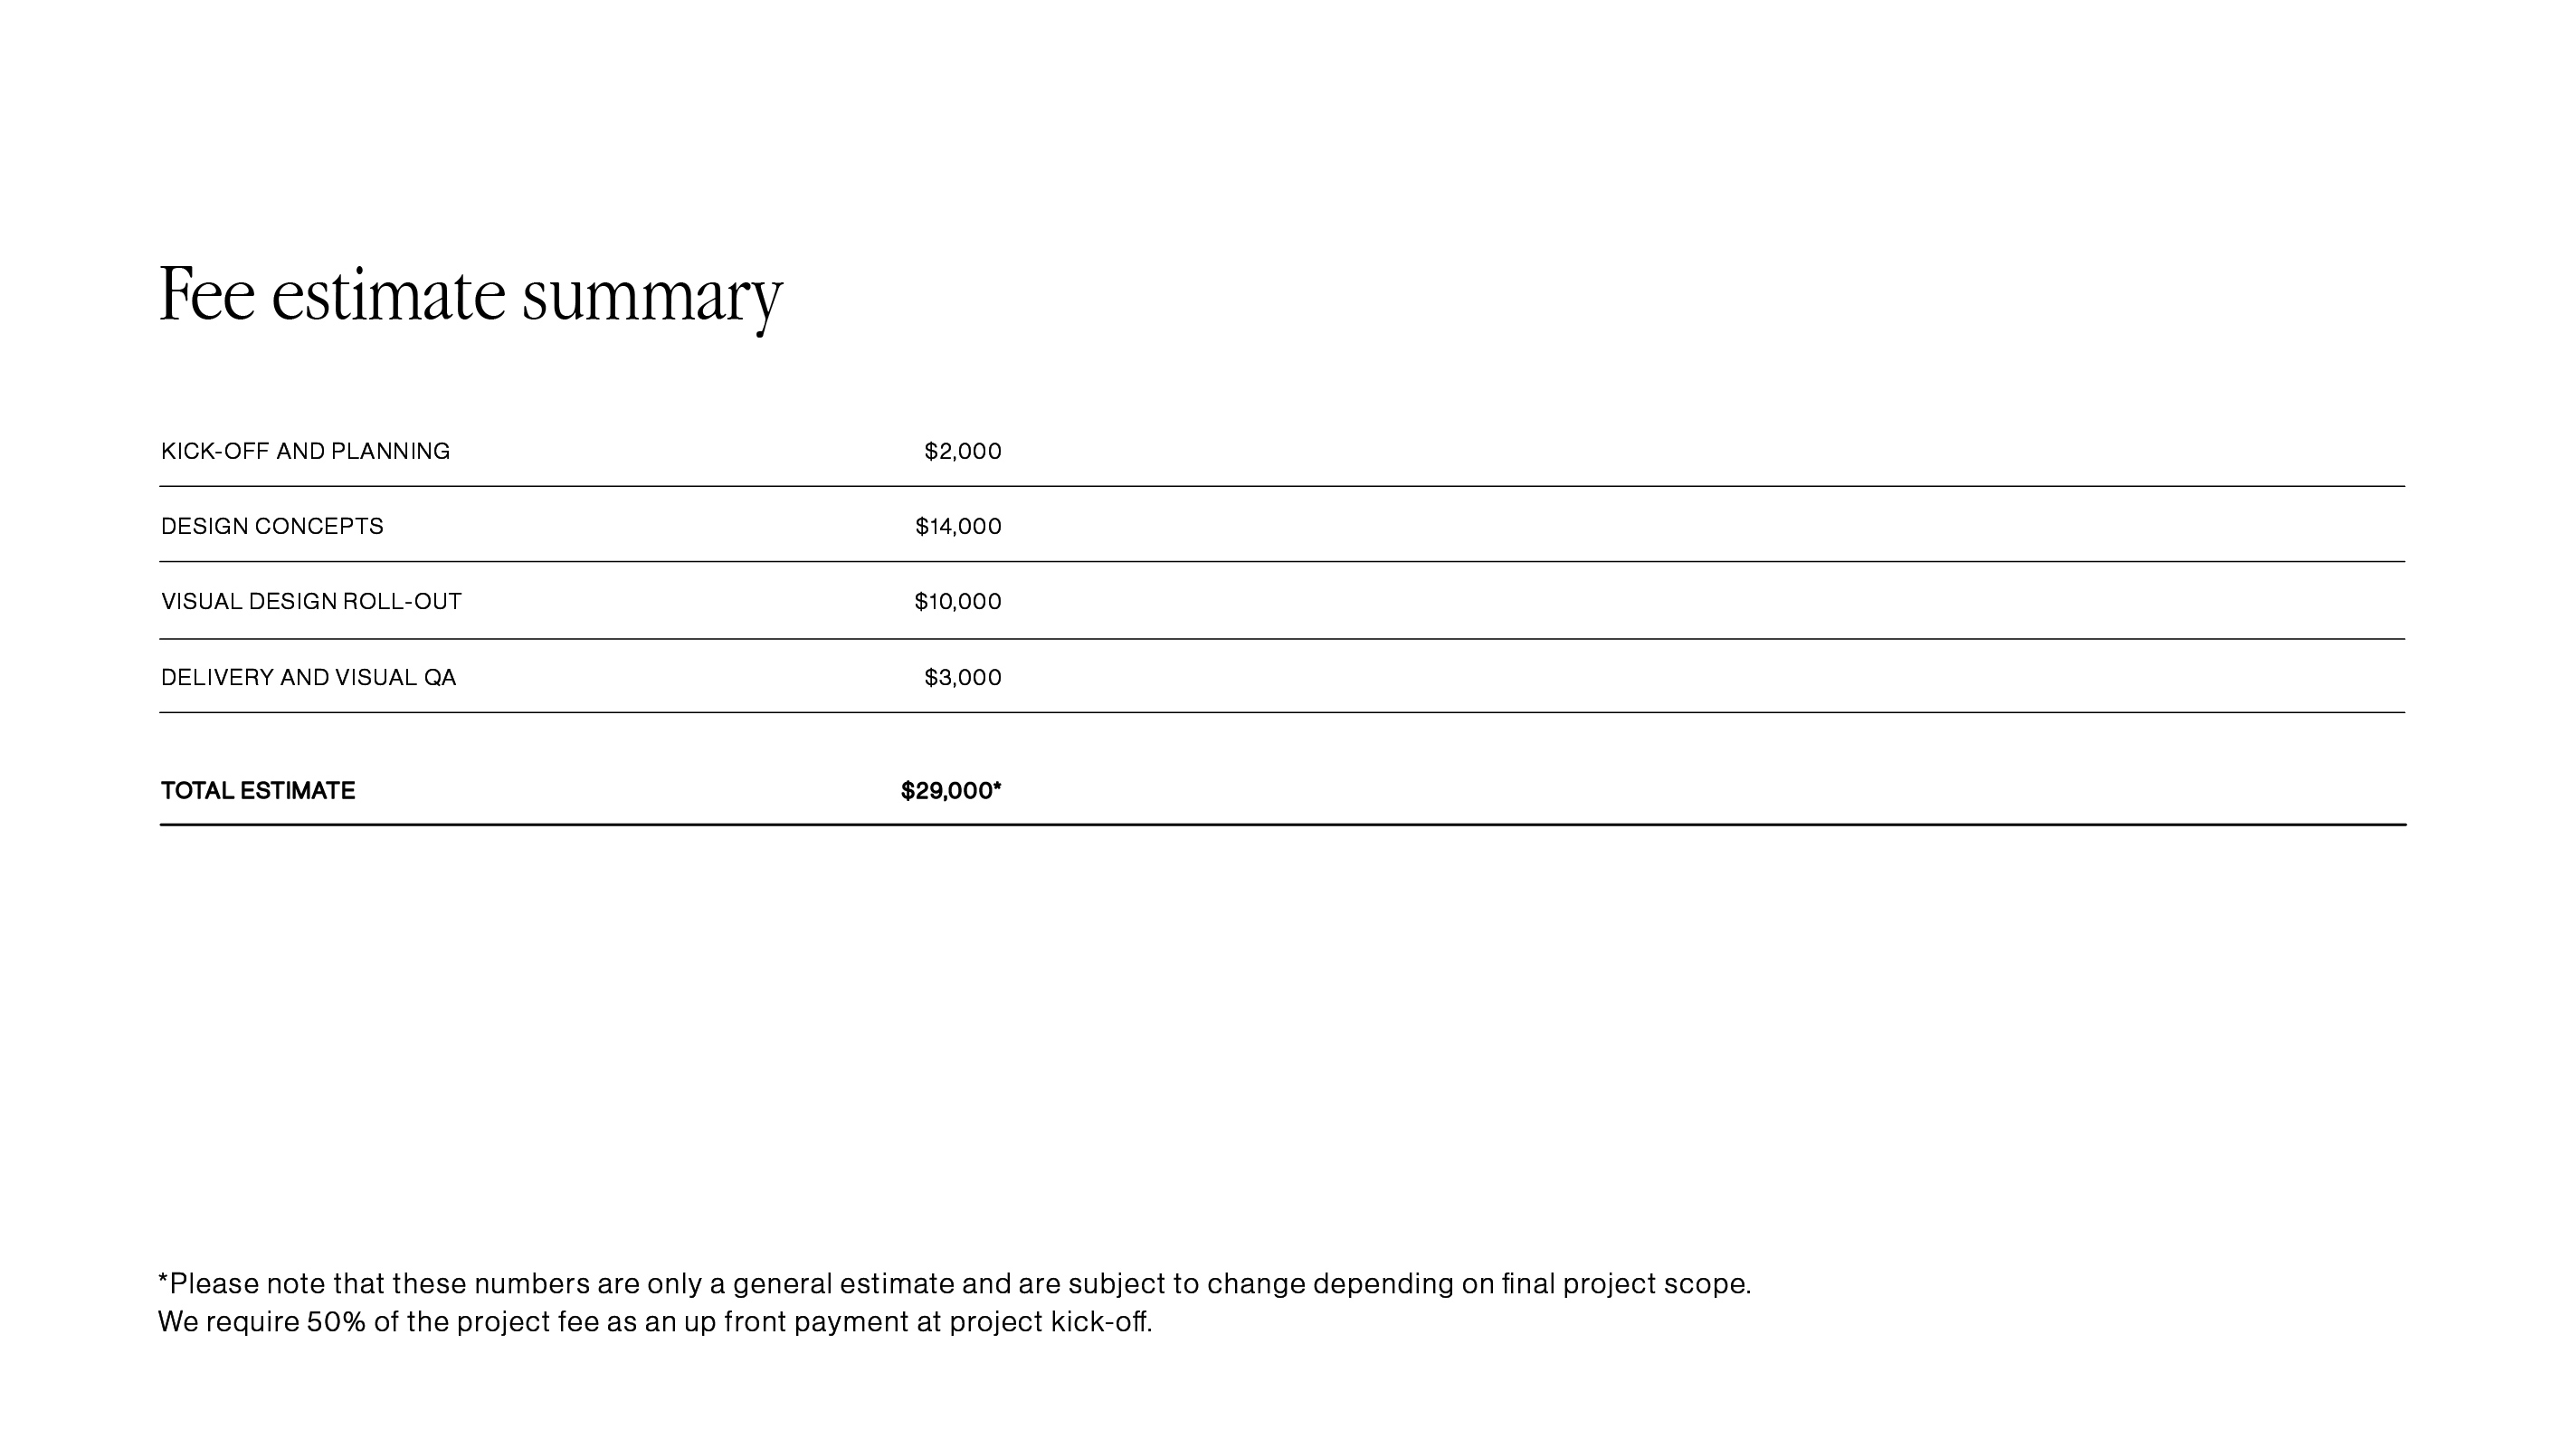 Fee estimate summary
KICK-OFF AND PLANNING $2,000
DESIGN CONCEPTS $14,000
VISUAL DESIGN ROLL-OUT $10,000
DELIVERY AND VISUAL QA $3,000
TOTAL ESTIMATE $29,000*
*Please note that these numbers are only a general estimate and are subject to change depending on final project scope.
We require 50% of the project fee as an up front payment at project kick-off.